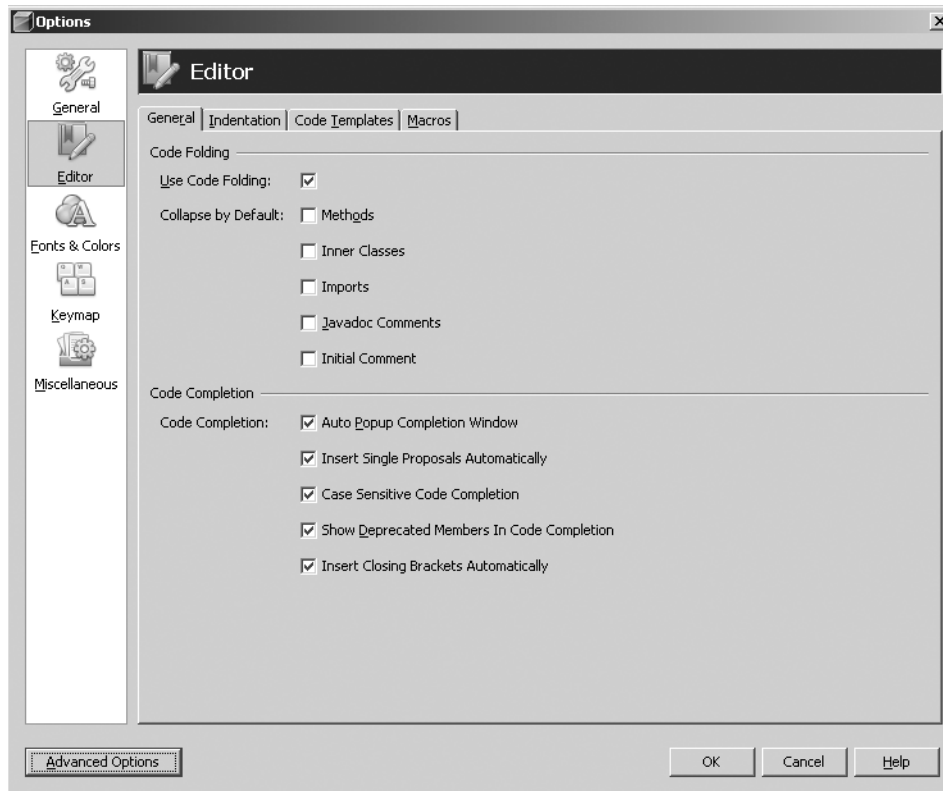 Options
General
Editor
Fonts & Colors
Keymap
Miscellaneous
Editor
General Indentation Code Templates Macros
Code Folding
Use Code Folding:
Collapse by Default: Methods
Inner Classes
Imports
Javadoc Comments
Initial Comment
Code Completion
Code Completion: Auto Popup Completion Window
Insert Single Proposals Automatically
Case Sensitive Code Completion
Show Deprecated Members In Code Completion
Insert Closing Brackets Automatically
Advanced Options OK Cancel Help